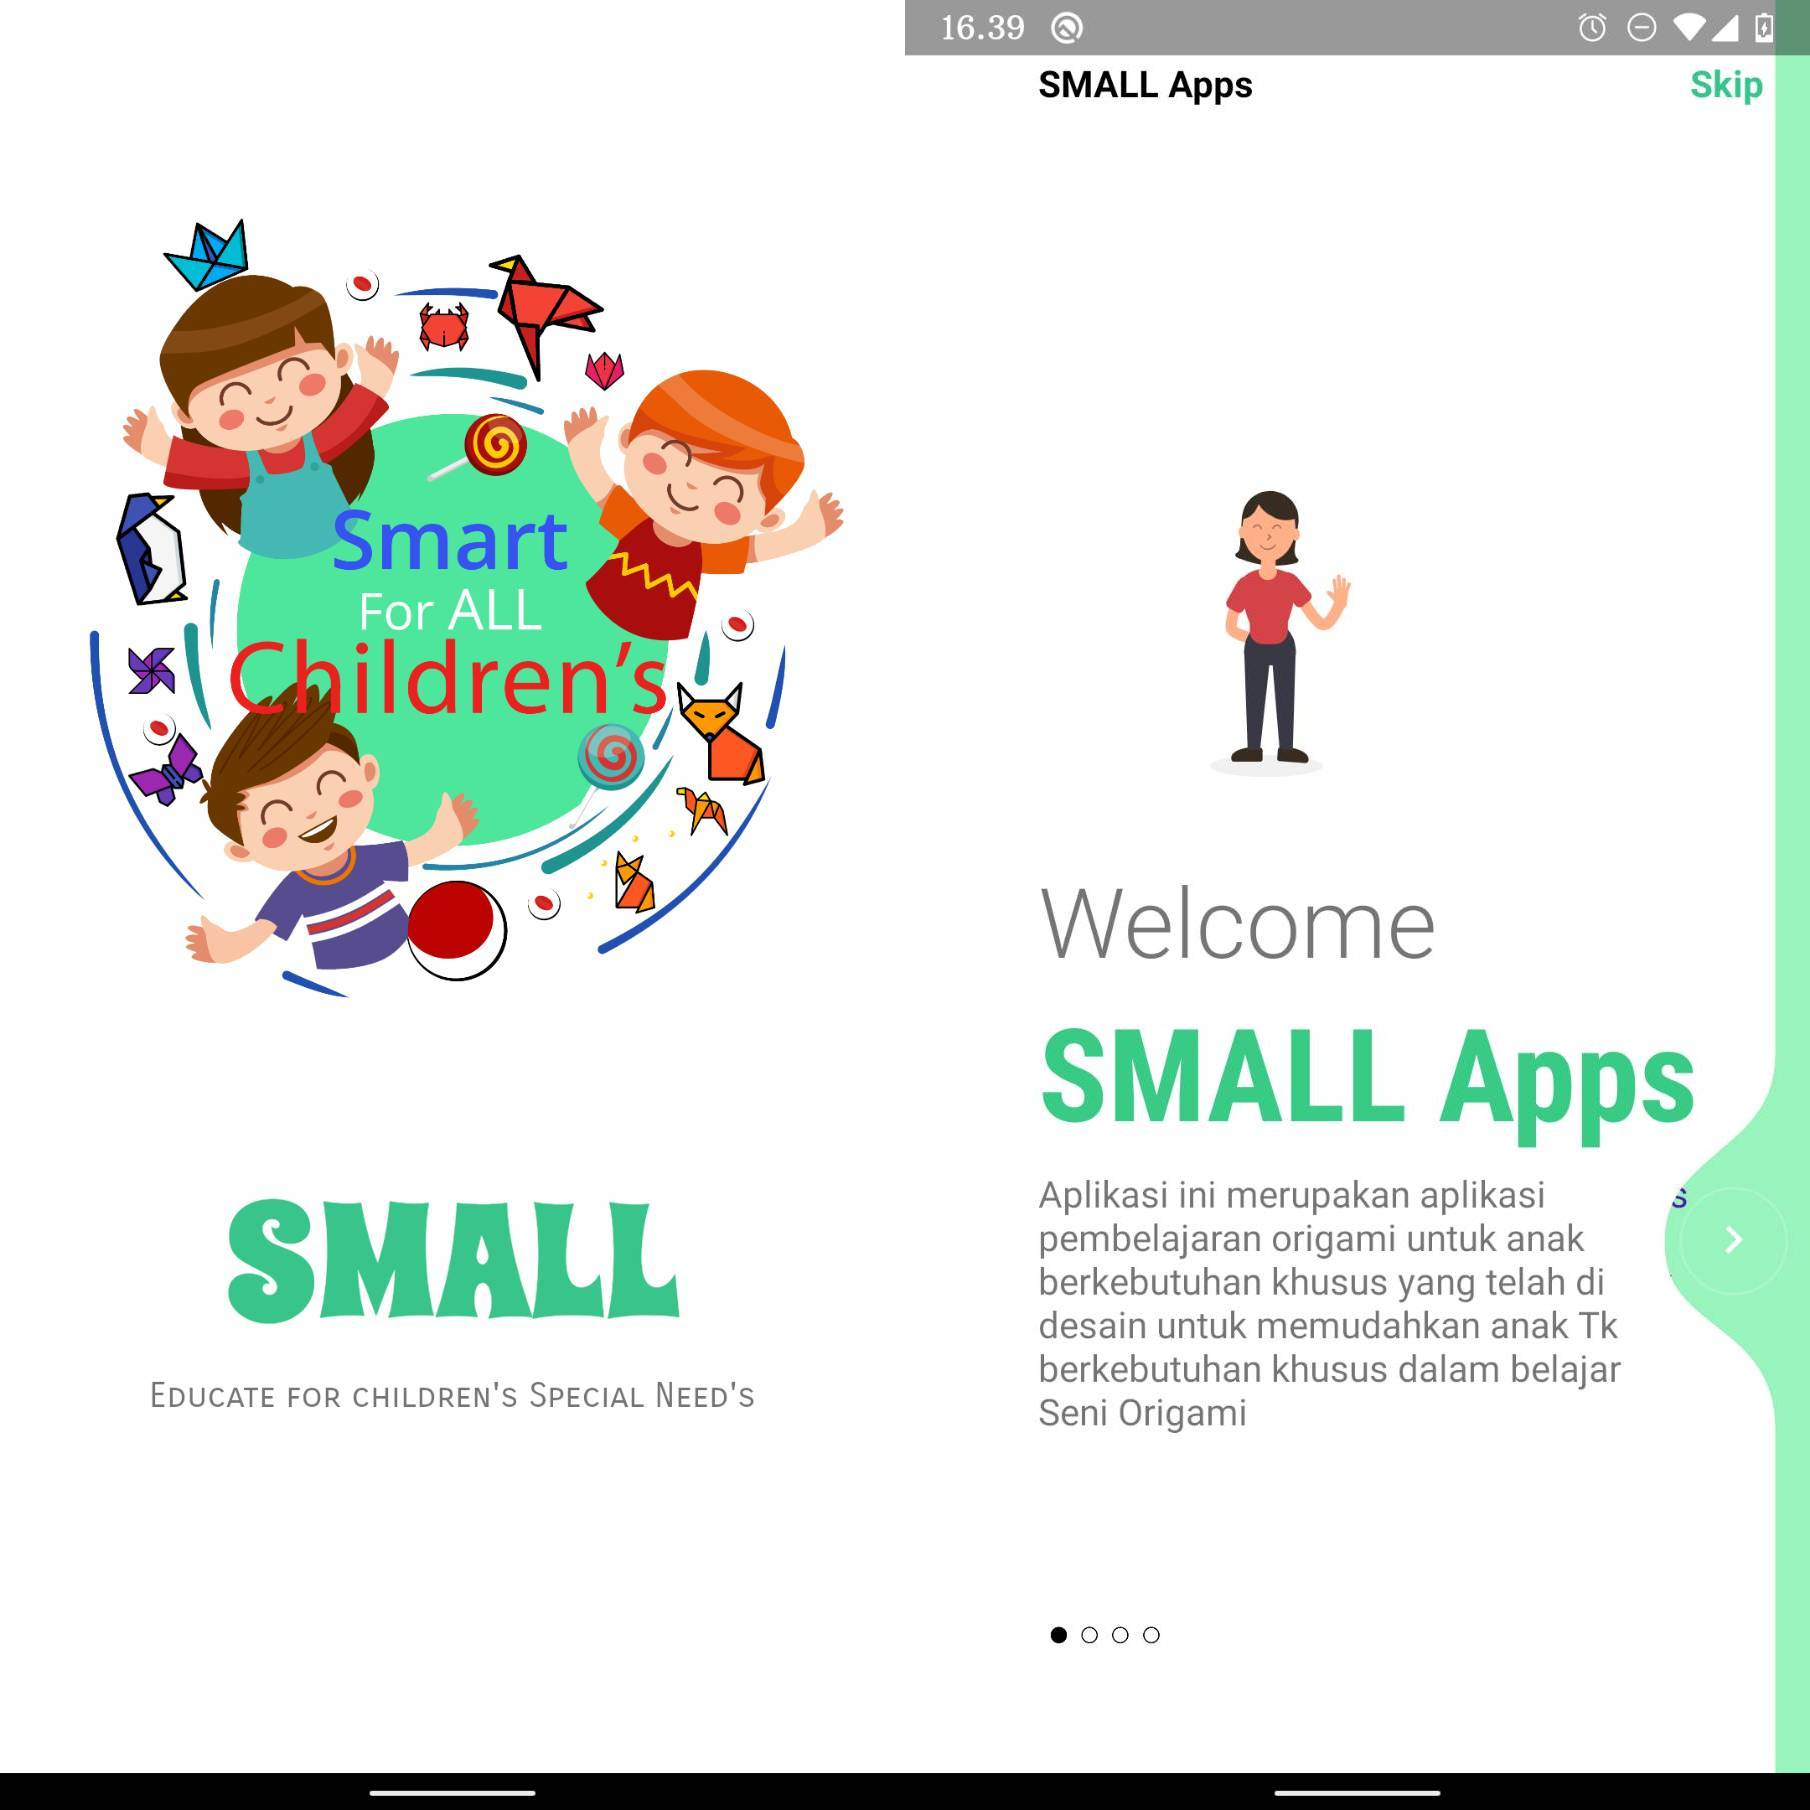 Smart
For ALL
Children's
SMALL
Educate for children's Special Need's
16.39
SMALL Apps
Skip
Welcome
SMALL Apps
Aplikasi ini merupakan aplikasi
pembelajaran origami untuk anak
berkebutuhan khusus yang telah di
desain untuk memudahkan anak Tk
berkebutuhan khusus dalam belajar
Seni Origami
s